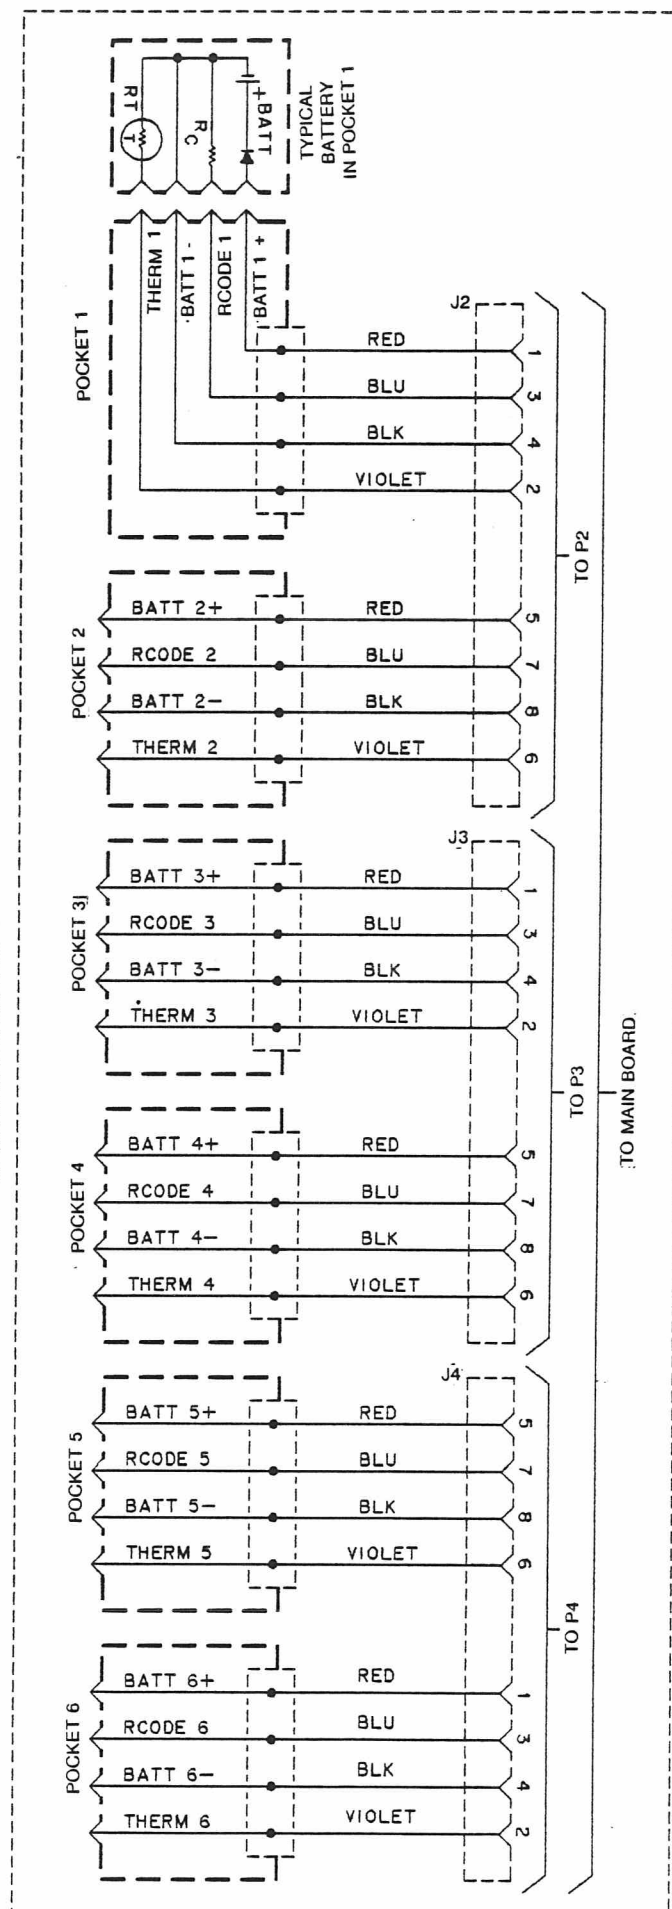 TYPICAL
BATTERY
IN POCKET 1
+BATT
RC
RT
T
POCKET 1
BATT 1 +
RCODE 1
BATT 1 -
THERM 1
J2
RED 1
BLU 3
BLK 4
VIOLET 2
TO P2
POCKET 2
BATT 2+ RED 5
RCODE 2 BLU 7
BATT 2- BLK 8
THERM 2 VIOLET 6
J3
POCKET 3
BATT 3+ RED 1
RCODE 3 BLU 3
BATT 3- BLK 4
THERM 3 VIOLET 2
TO P3
TO MAIN BOARD
POCKET 4
BATT 4+ RED 5
RCODE 4 BLU 7
BATT 4- BLK 8
THERM 4 VIOLET 6
J4
POCKET 5
BATT 5+ RED 5
RCODE 5 BLU 7
BATT 5- BLK 8
THERM 5 VIOLET 6
TO P4
POCKET 6
BATT 6+ RED 1
RCODE 6 BLU 3
BATT 6- BLK 4
THERM 6 VIOLET 2